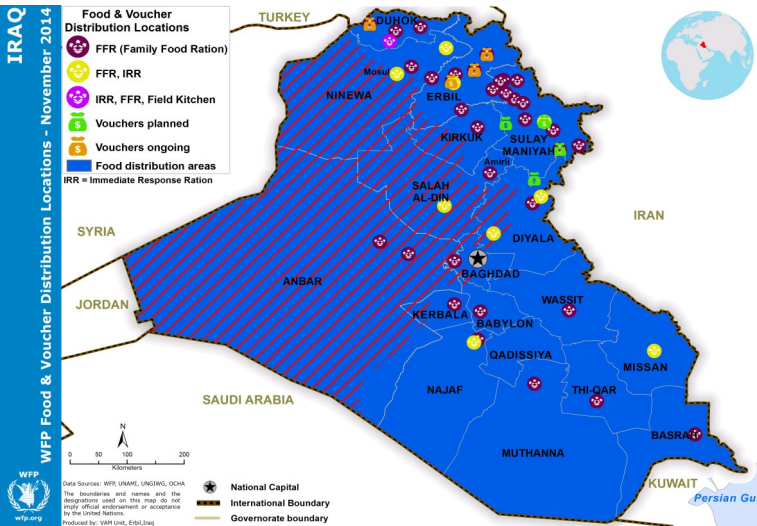 IRAQ
WFP Food & Voucher Distribution Locations - November 2014
WFP
wfp.org
Food & Voucher
Distribution Locations
FFR (Family Food Ration)
FFR, IRR
IRR, FFR, Field Kitchen
Vouchers planned
Vouchers ongoing
Food distribution areas
IRR = Immediate Response Ration
TURKEY
DUHOK
Mosul
NINEWA
ERBIL
KIRKUK
SULAY
MANIYAH
Amirli
SALAH
AL-DIN
IRAN
SYRIA
DIYALA
BAGHDAD
ANBAR
JORDAN
WASSIT
KERBALA
BABYLON
QADISSIYA
MISSAN
NAJAF
THI-QAR
SAUDI ARABIA
BASRAH
MUTHANNA
KUWAIT
Persian Gu
N
0 50 100 200
Kilometers
Data Sources: WFP, UNAMI, UNGIWG, OCHA
The boundaries and names and the
designations used on this map do not
imply official endorsement or acceptance
by the United Nations.
Produced by: VAM Unit, Erbil,Iraq
National Capital
International Boundary
Governorate boundary